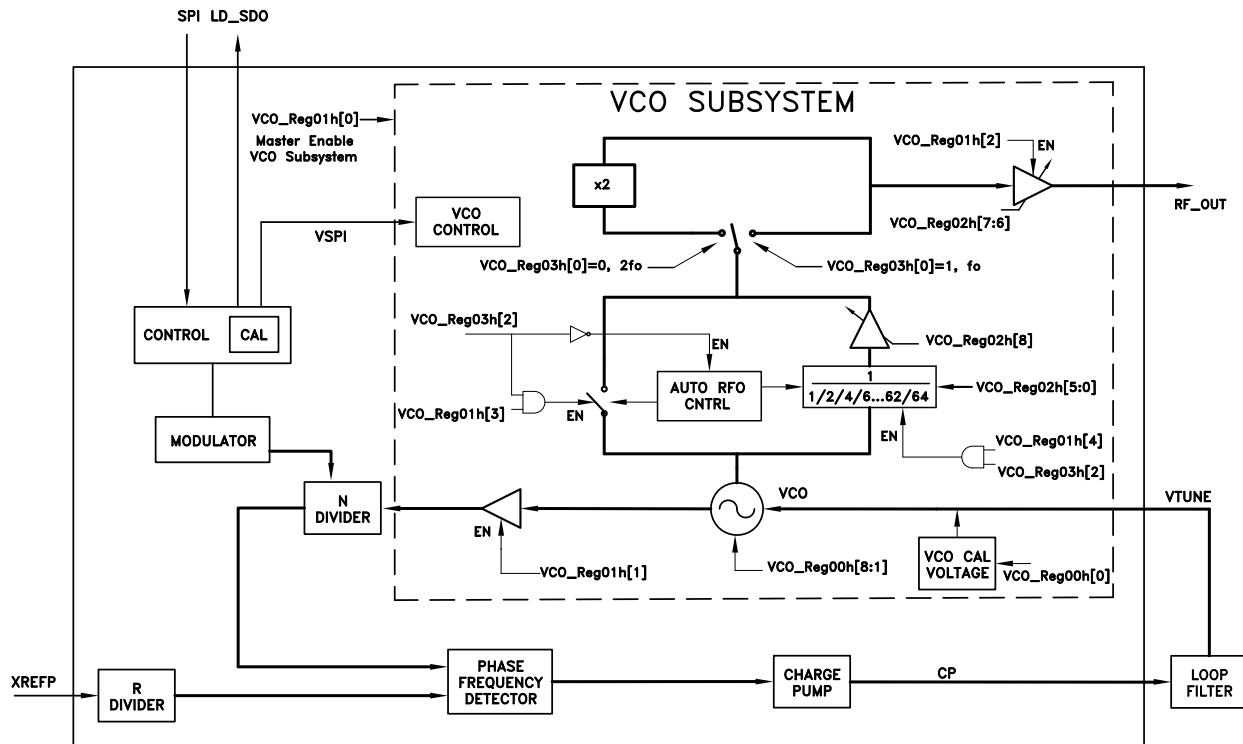 SPI LD_SDO
VCO SUBSYSTEM
VCO_Reg01h[0]
Master Enable
VCO Subsystem
x2
VCO_Reg01h[2]
EN
RF_OUT
VCO_Reg02h[7:6]
VCO
CONTROL
VSPI
VCO_Reg03h[0]=0, 2fo
VCO_Reg03h[0]=1, fo
CONTROL
CAL
VCO_Reg03h[2]
EN
VCO_Reg02h[8]
AUTO RFO
CNTRL
1
1/2/4/6...62/64
VCO_Reg02h[5:0]
VCO_Reg01h[3]
EN
MODULATOR
EN
VCO_Reg01h[4]
VCO_Reg03h[2]
N
DIVIDER
EN
VCO
VTUNE
VCO_Reg01h[1]
VCO_Reg00h[8:1]
VCO CAL
VOLTAGE
VCO_Reg00h[0]
XREFP
R
DIVIDER
PHASE
FREQUENCY
DETECTOR
CHARGE
PUMP
CP
LOOP
FILTER